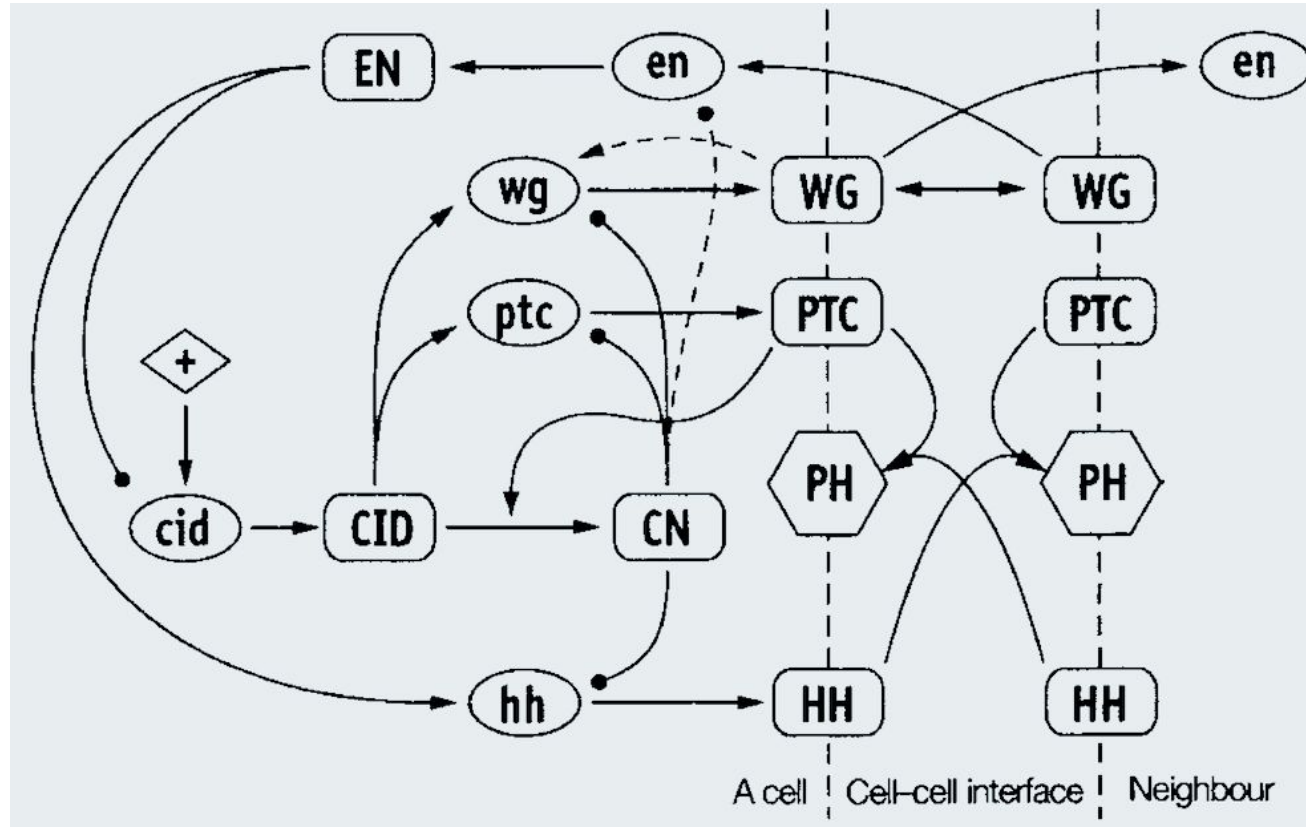 EN
en
en
wg
WG
WG
ptc
PTC
PTC
+
PH
PH
cid
CID
CN
hh
HH
HH
A cell
Cell–cell interface
Neighbour